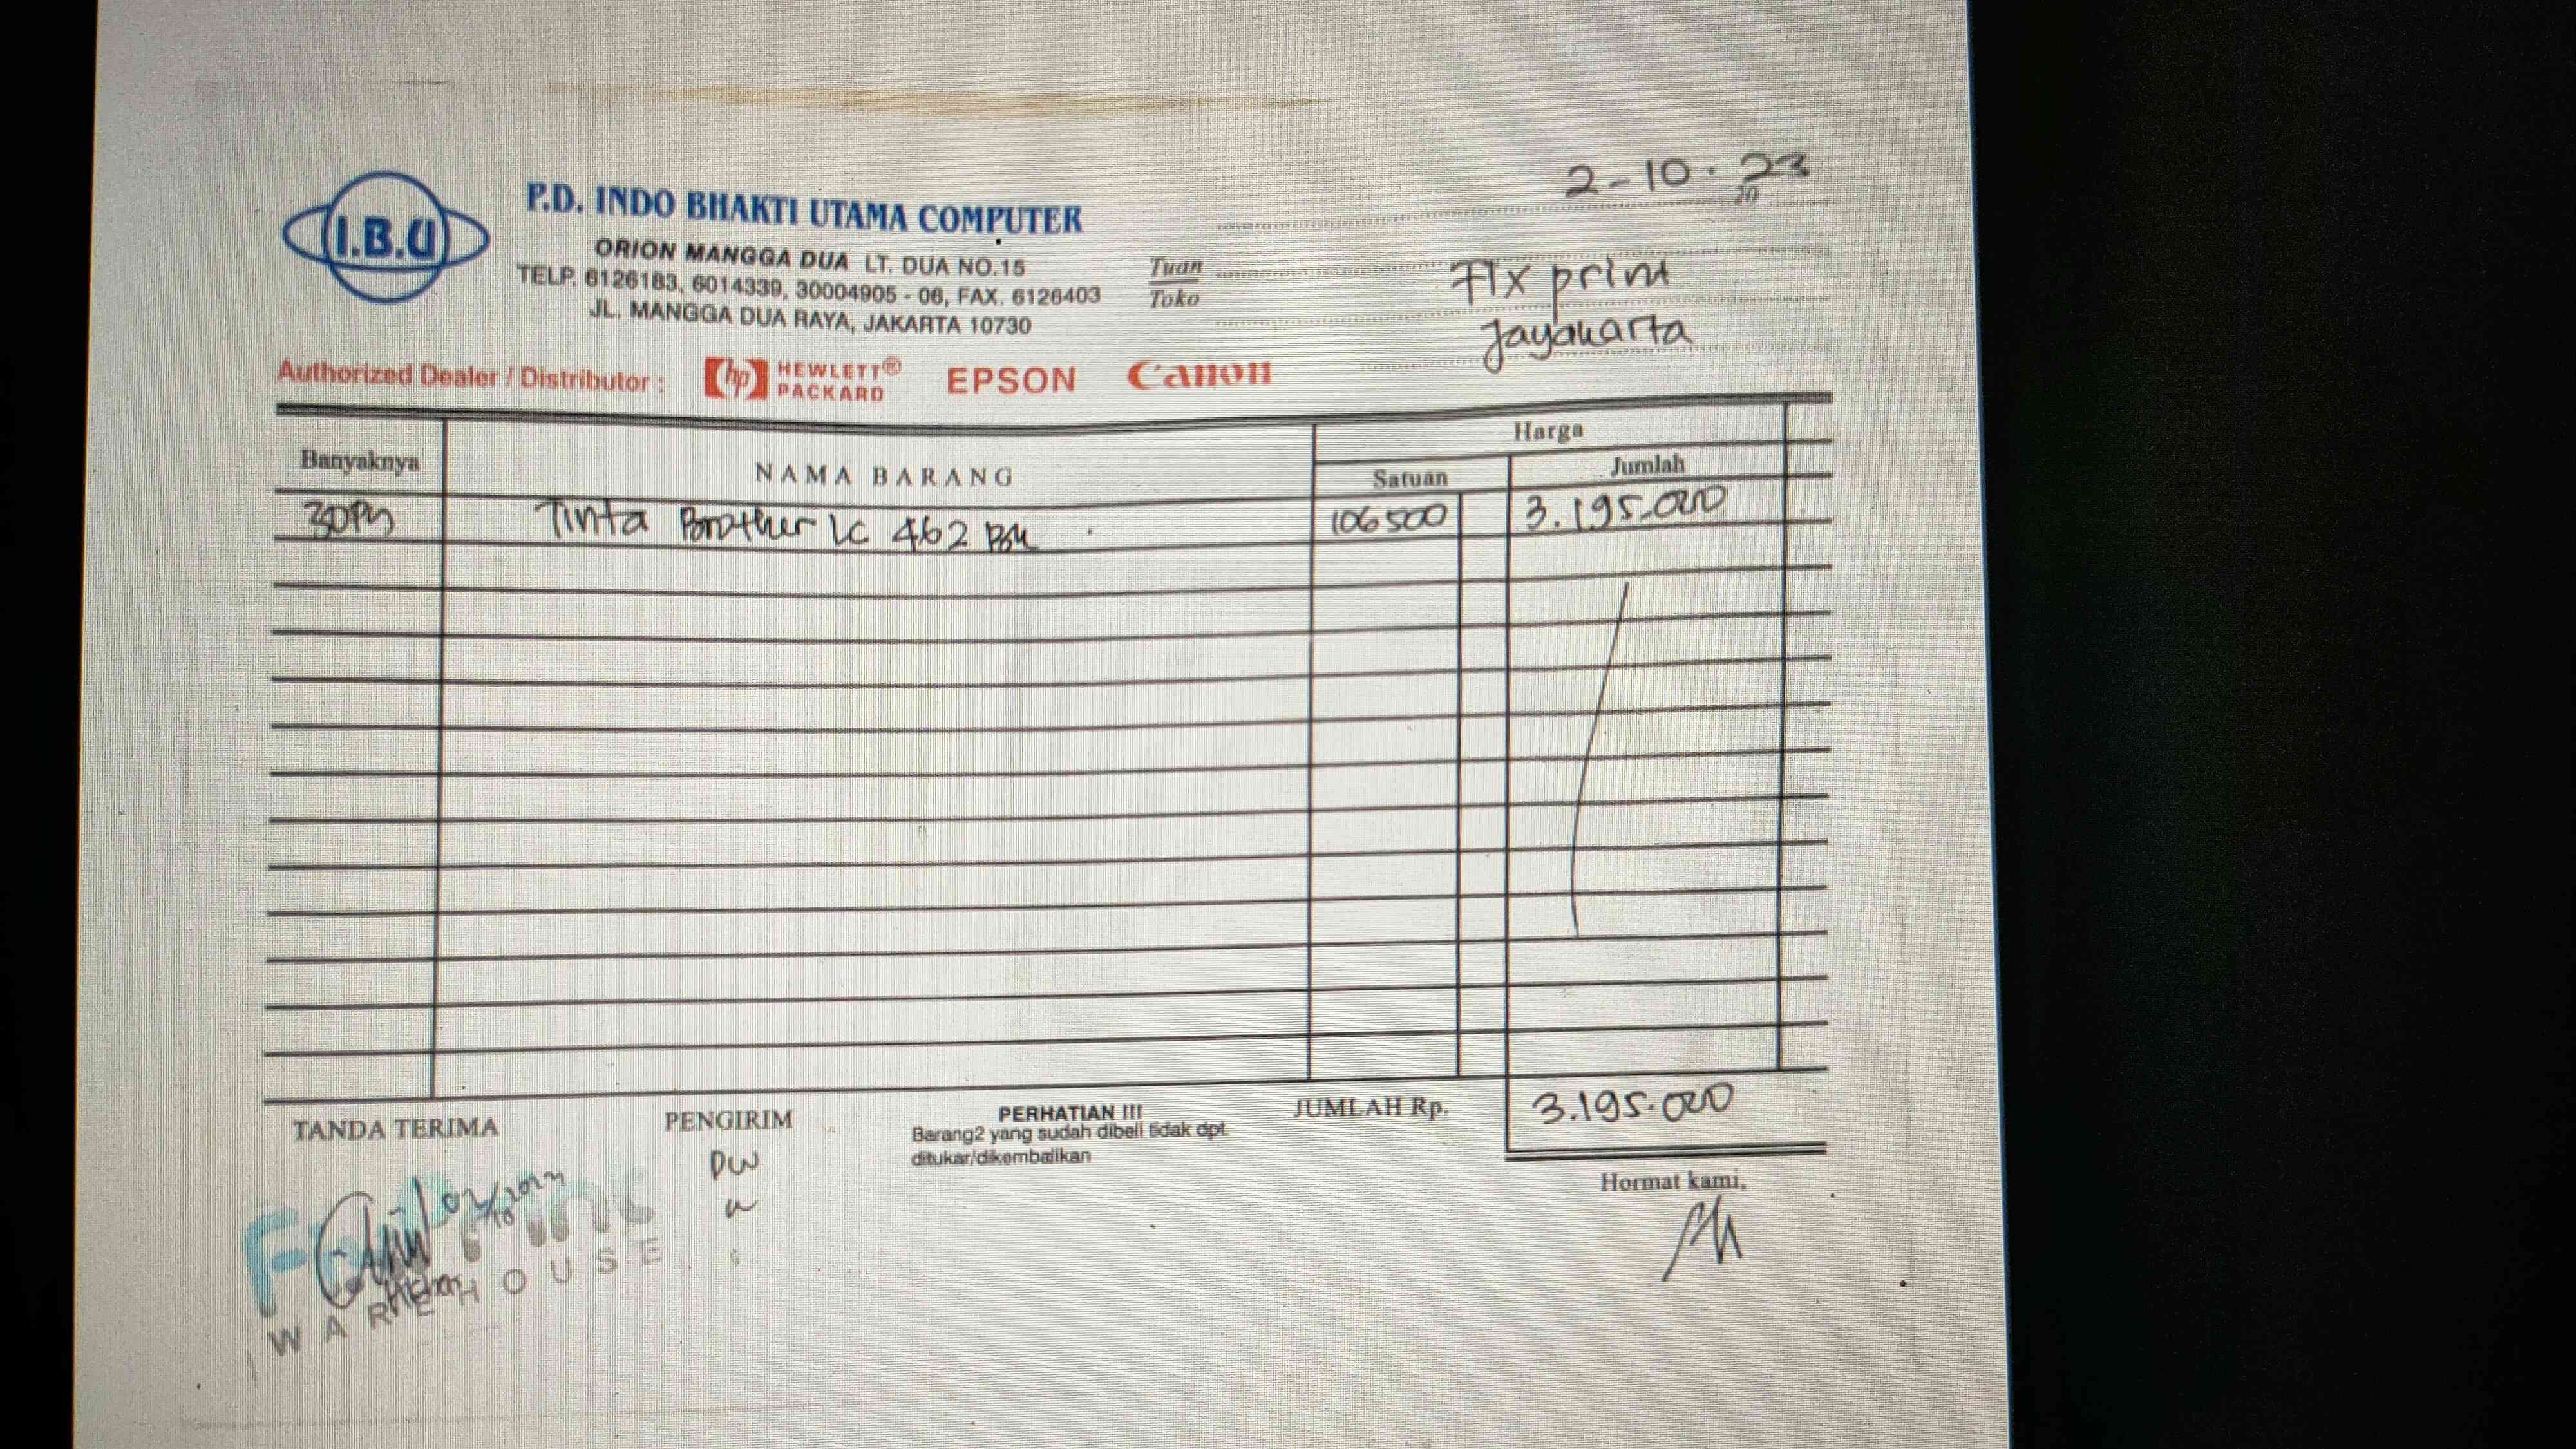 2-10.23
20
I.B.U
P.D. INDO BHAKTI UTAMA COMPUTER
ORION MANGGA DUA LT. DUA NO.15
TELP. 6126183, 6014339, 30004905 - 06, FAX. 6126403
JL. MANGGA DUA RAYA, JAKARTA 10730
Tuan
Toko
Fix print
Jayakarta
Authorized Dealer / Distributor : hp HEWLETT® PACKARD EPSON Canon
Banyaknya NAMA BARANG Harga
Satuan Jumlah
30 Tinta Brother LC 462 106500 3.195.000
TANDA TERIMA PENGIRIM PERHATIAN !!! JUMLAH Rp. 3.195.000
Barang2 yang sudah dibeli tidak dpt.
ditukar/dikembalikan
DW
Hormat kami,
WAREHOUSE